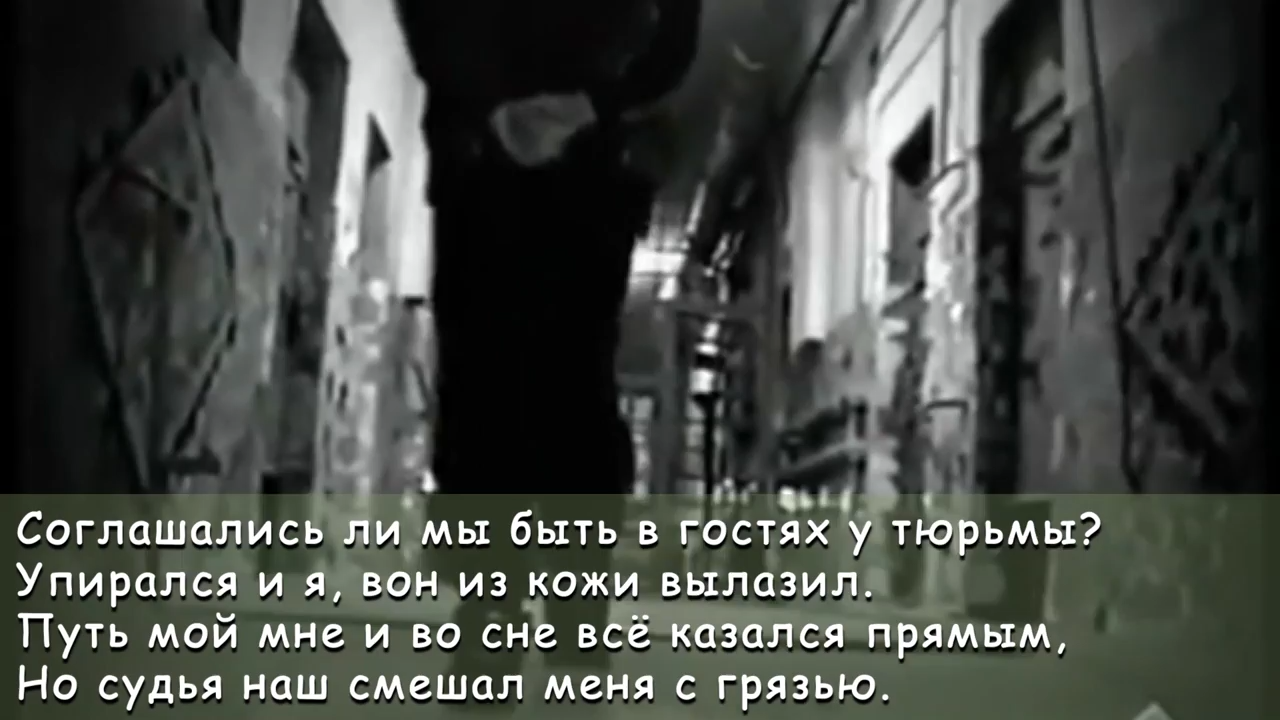 Соглашались ли мы быть в гостях у тюрьмы?
Упирался и я, вон из кожи вылазил.
Путь мой мне и во сне всё казался прямым,
Но судья наш смешал меня с грязью.